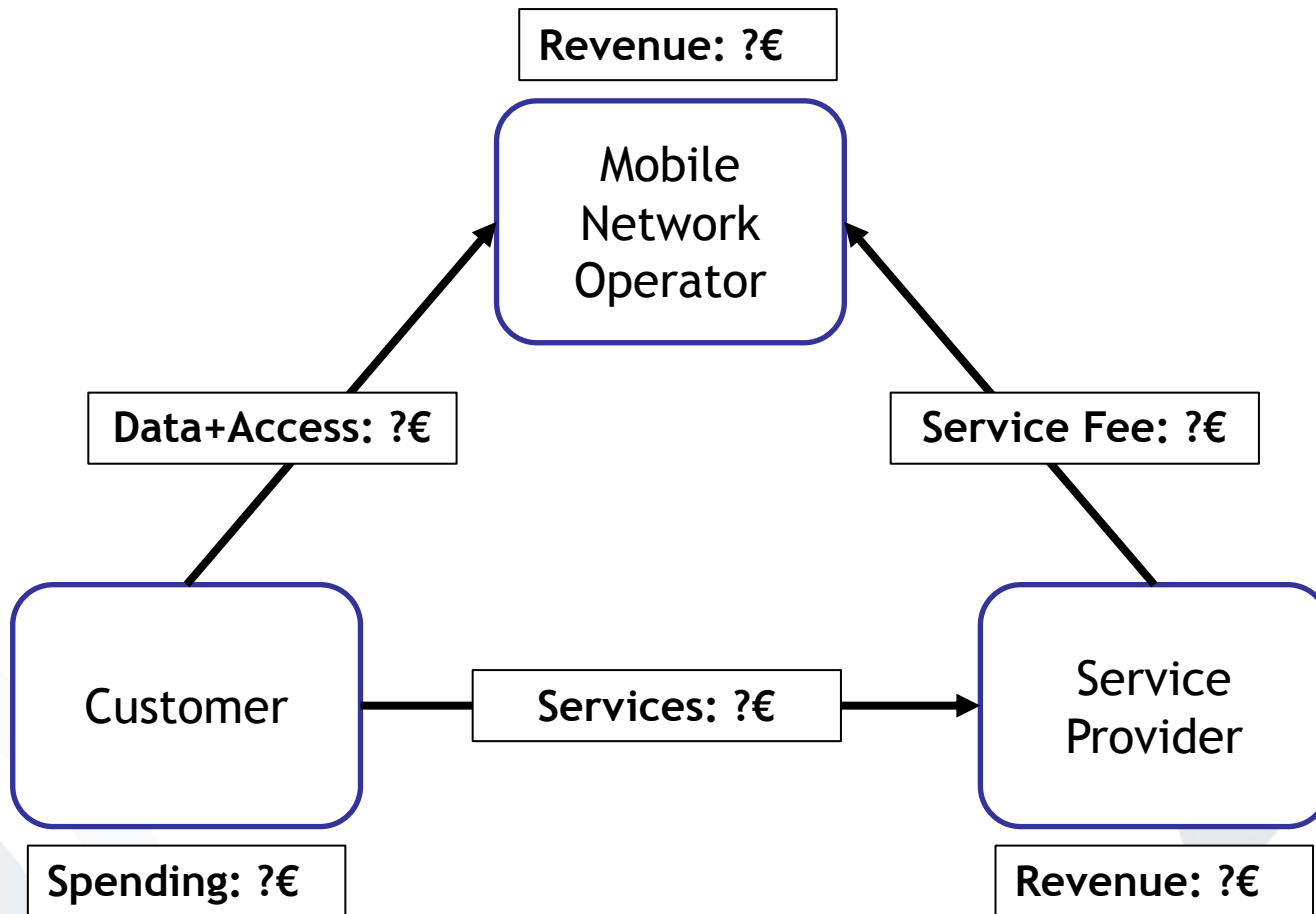 Revenue: ?€
Mobile
Network
Operator
Data+Access: ?€
Service Fee: ?€
Customer
Services: ?€
Service
Provider
Spending: ?€
Revenue: ?€